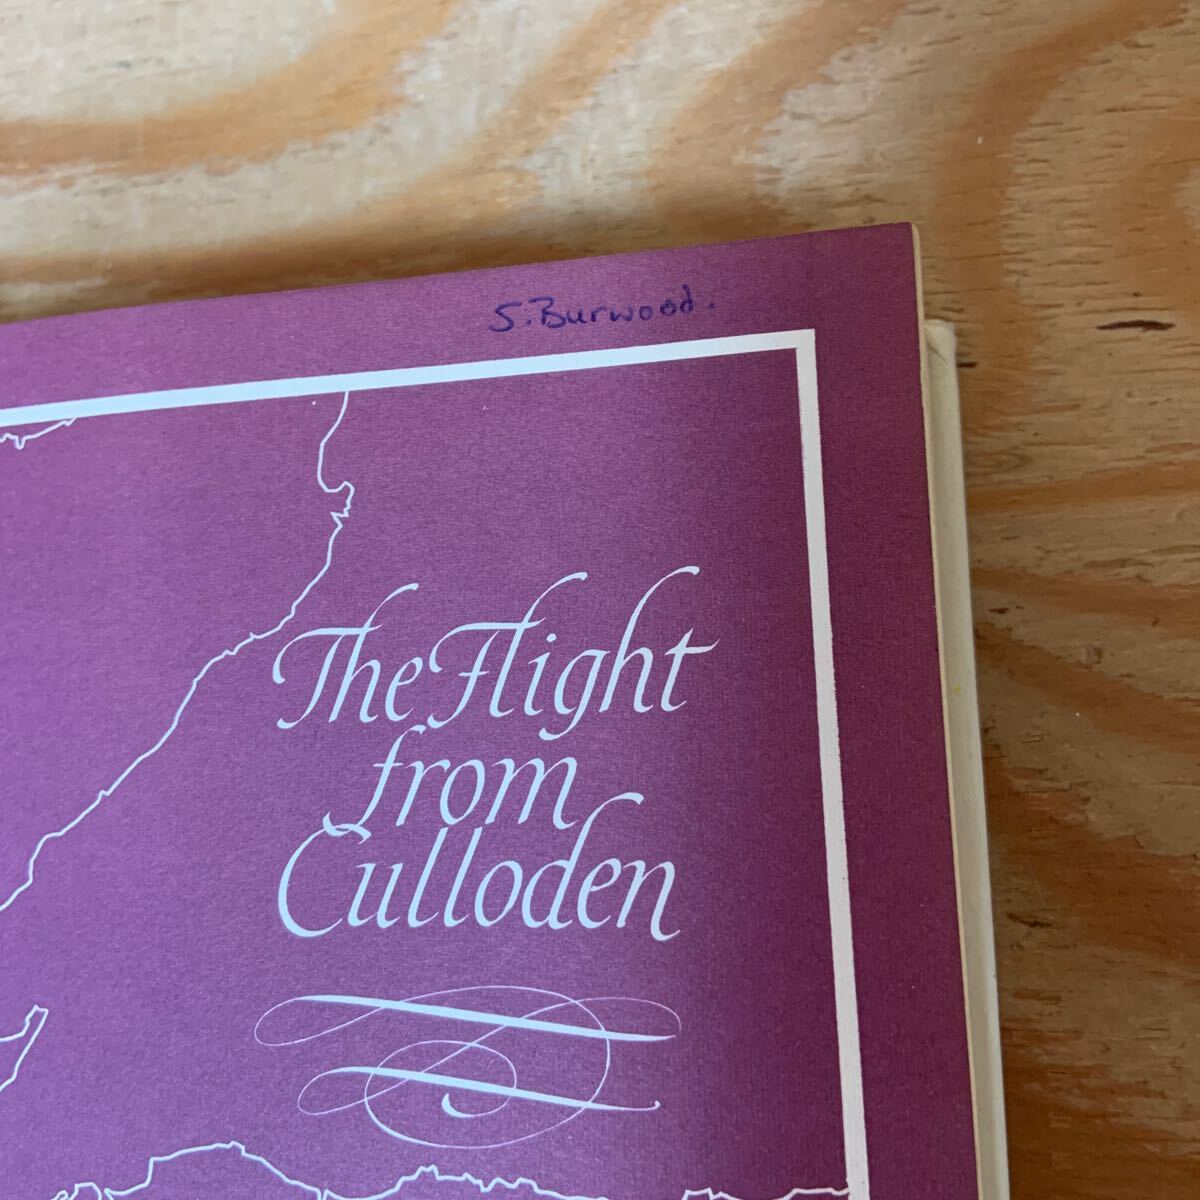 S. Burwood.
The Flight
from
Culloden